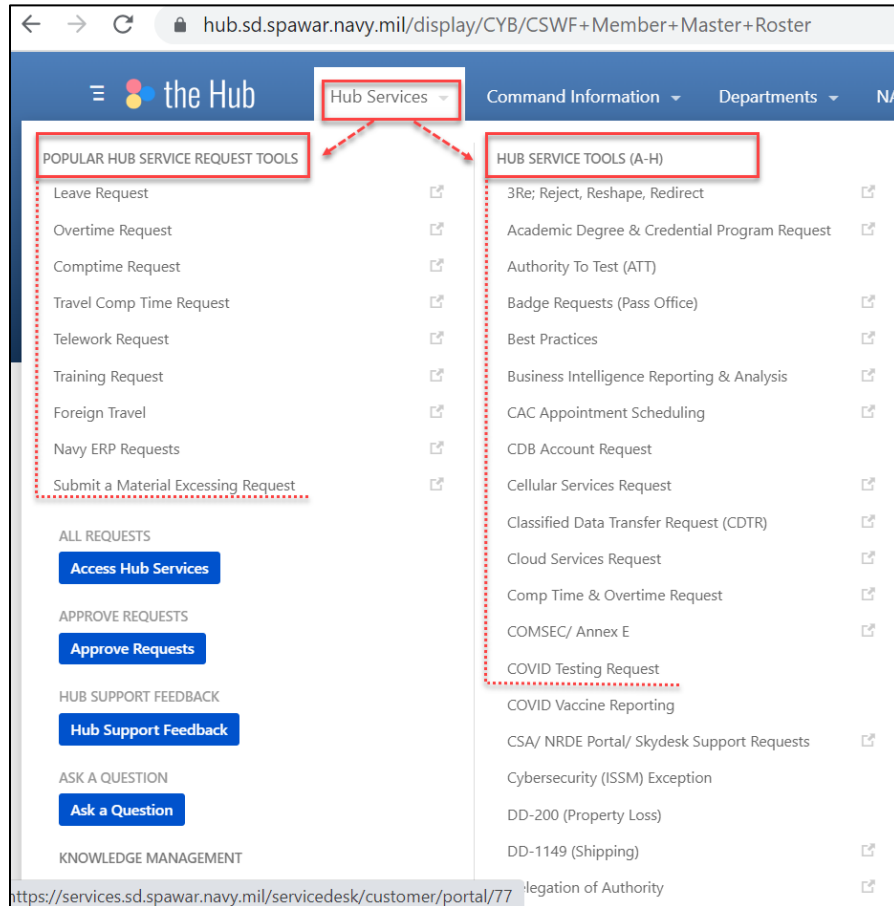 hub.sd.spawar.navy.mil/display/CYB/CSWF+Member+Master+Roster
the Hub
Hub Services
Command Information
Departments
NA
POPULAR HUB SERVICE REQUEST TOOLS
Leave Request
Overtime Request
Comptime Request
Travel Comp Time Request
Telework Request
Training Request
Foreign Travel
Navy ERP Requests
Submit a Material Excessing Request
ALL REQUESTS
Access Hub Services
APPROVE REQUESTS
Approve Requests
HUB SUPPORT FEEDBACK
Hub Support Feedback
ASK A QUESTION
Ask a Question
KNOWLEDGE MANAGEMENT
HUB SERVICE TOOLS (A-H)
3Re; Reject, Reshape, Redirect
Academic Degree & Credential Program Request
Authority To Test (ATT)
Badge Requests (Pass Office)
Best Practices
Business Intelligence Reporting & Analysis
CAC Appointment Scheduling
CDB Account Request
Cellular Services Request
Classified Data Transfer Request (CDTR)
Cloud Services Request
Comp Time & Overtime Request
COMSEC/ Annex E
COVID Testing Request
COVID Vaccine Reporting
CSA/ NRDE Portal/ Skydesk Support Requests
Cybersecurity (ISSM) Exception
DD-200 (Property Loss)
DD-1149 (Shipping)
elegation of Authority
https://services.sd.spawar.navy.mil/servicedesk/customer/portal/77